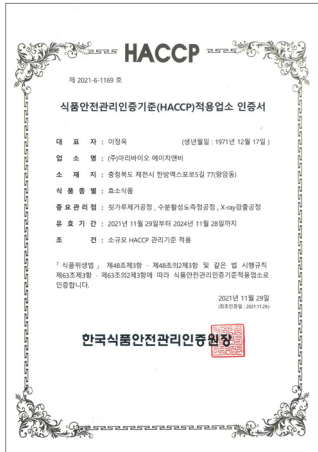 HACCP
제 2021-6-1169 호
식품안전관리인증기준(HACCP)적용업소 인증서
대 표 자 : 이정욱 (생년월일 : 1971년 12월 17일 )
업 소 명 : (주)아리바이오 에이치앤비
소 재 지 : 충청북도 제천시 한방엑스포로5길 77(왕암동)
식 품 종 별 : 효소식품
중 요 관 리 점 : 쇳가루제거공정 , 수분활성도측정공정 , X-ray검출공정
유 효 기 간 : 2021년 11월 29일부터 2024년 11월 28일까지
조 건 : 소규모 HACCP 관리기준 적용
「식품위생법」 제48조제3항 · 제48조의2제3항 및 같은 법 시행규칙
제63조제3항 · 제63조의2제3항에 따라 식품안전관리인증기준적용업소로
인증합니다.
2021년 11월 29일
(최초인증일 : 2021.11.29.)
한국식품안전관리인증원장